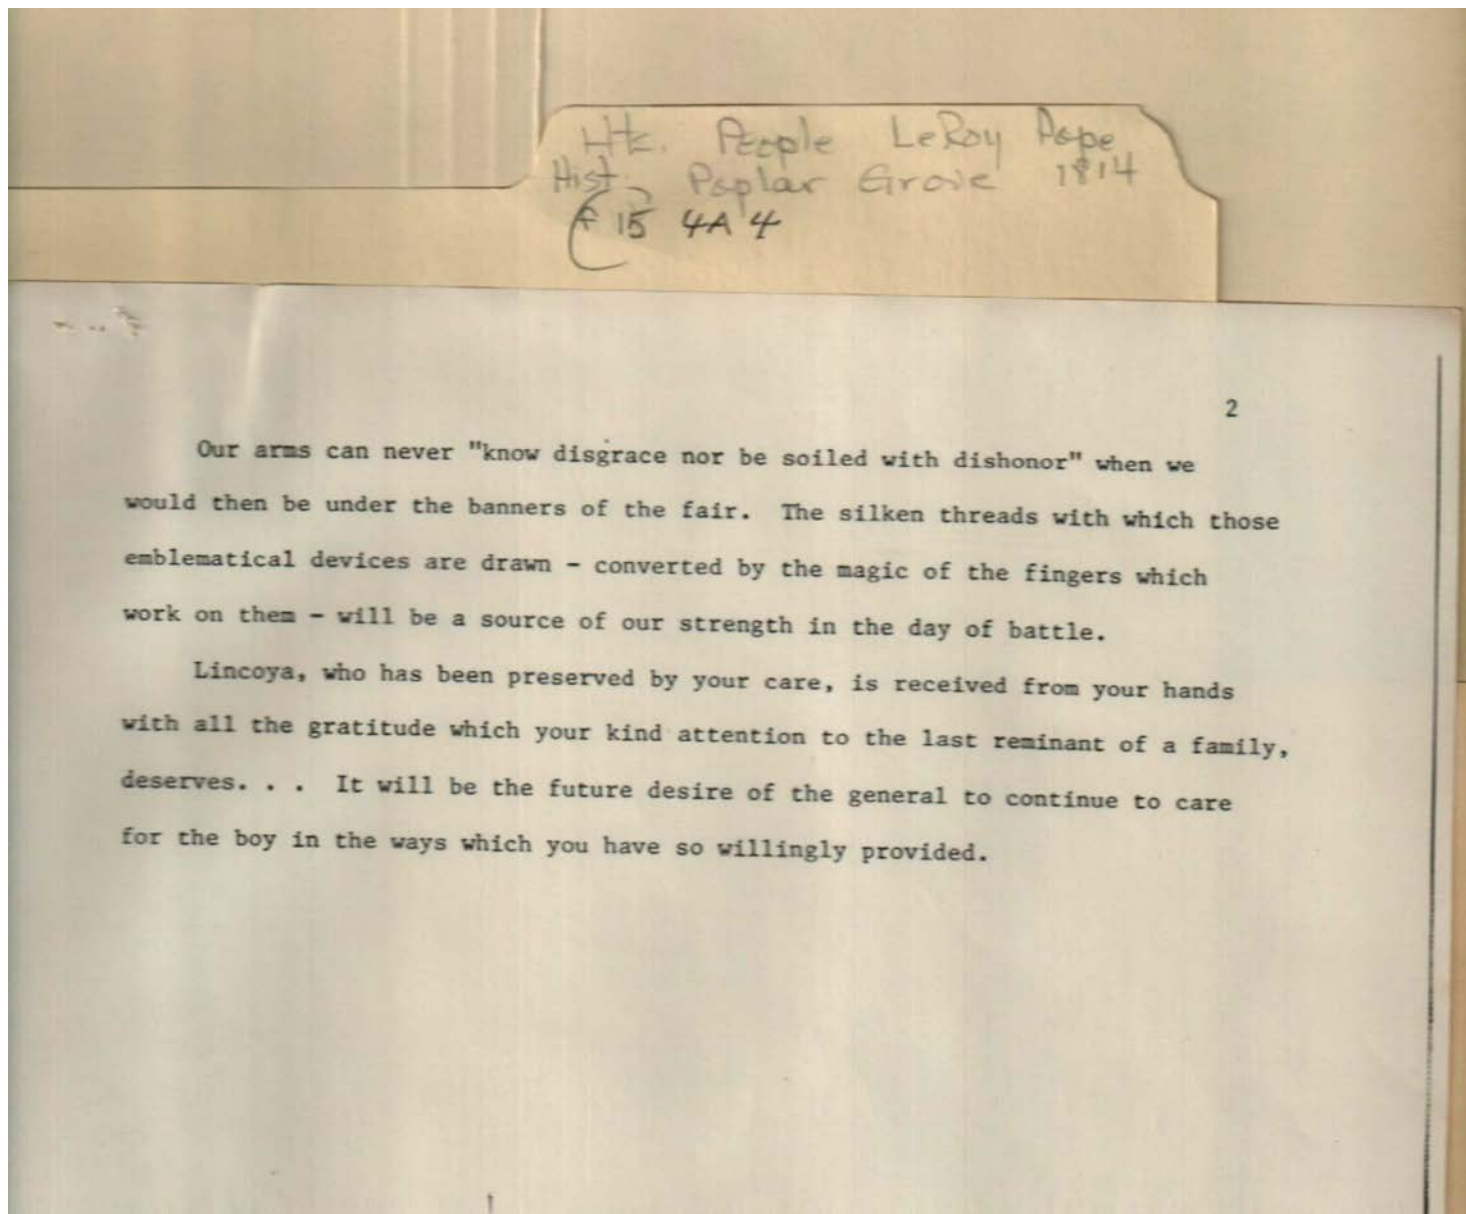 Htc. People LeRoy Pope
Hist. Poplar Grove 1814
F 15 4A 4
2
Our arms can never "know disgrace nor be soiled with dishonor" when we
would then be under the banners of the fair. The silken threads with which those
emblematical devices are drawn - converted by the magic of the fingers which
work on them - will be a source of our strength in the day of battle.
Lincoya, who has been preserved by your care, is received from your hands
with all the gratitude which your kind attention to the last reminant of a family,
deserves. . . It will be the future desire of the general to continue to care
for the boy in the ways which you have so willingly provided.